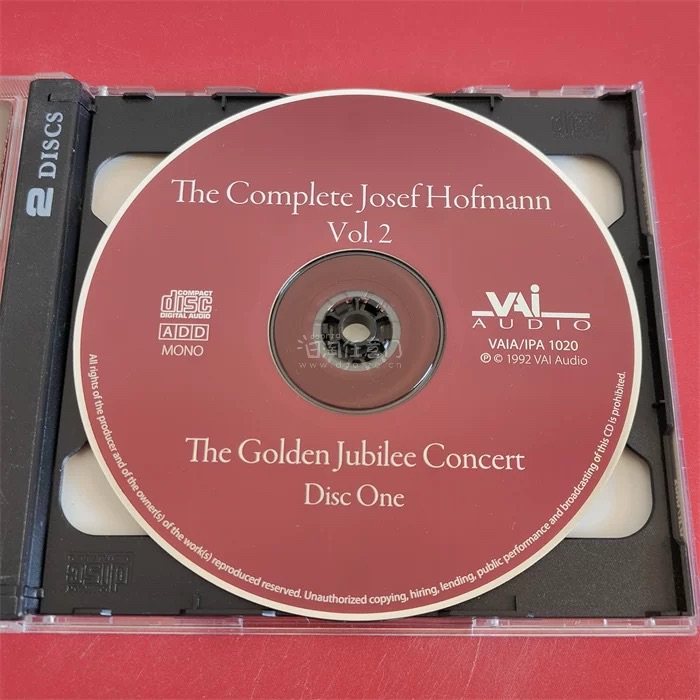 2 DISCS
The Complete Josef Hofmann
Vol. 2
COMPACT
disc
DIGITAL AUDIO
ADD
MONO
VAI
AUDIO
VAIA/IPA 1020
℗ © 1992 VAI Audio
The Golden Jubilee Concert
Disc One
All rights of the producer and of the owner(s) of the work(s) reproduced reserved. Unauthorized copying, hiring, lending, public performance and broadcasting of this CD is prohibited.